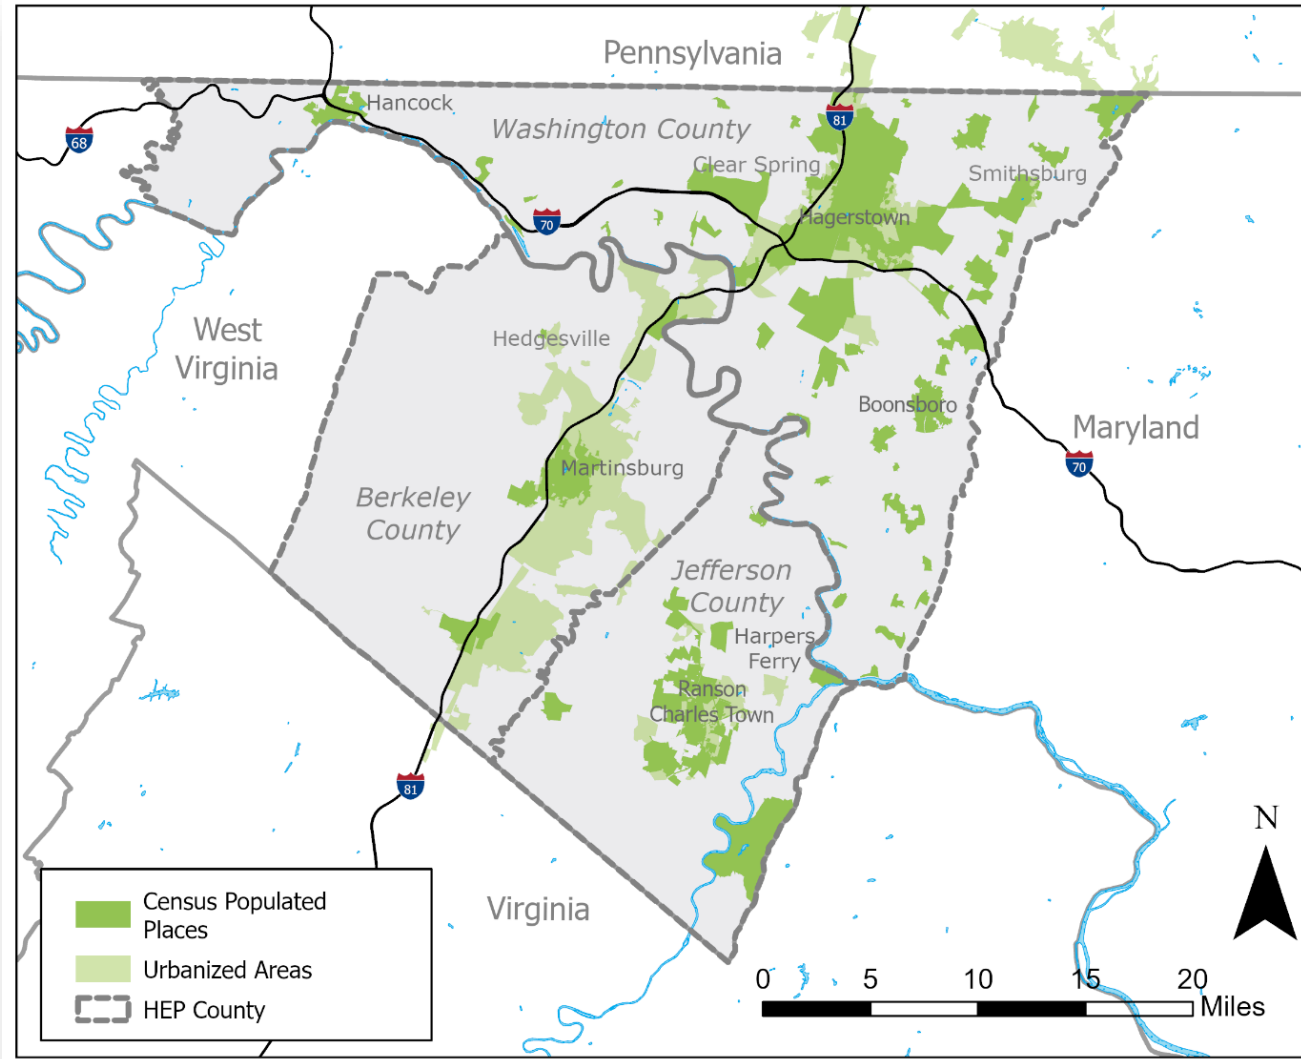 Pennsylvania
Hancock
Washington County
81
68
Clear Spring
Smithsburg
70
Hagerstown
West
Virginia
Hedgesville
Boonsboro
Maryland
70
Martinsburg
Berkeley
County
Jefferson
County
Harpers
Ferry
Ranson
Charles Town
81
N
Virginia
Census Populated
Places
Urbanized Areas
HEP County
0 5 10 15 20
Miles